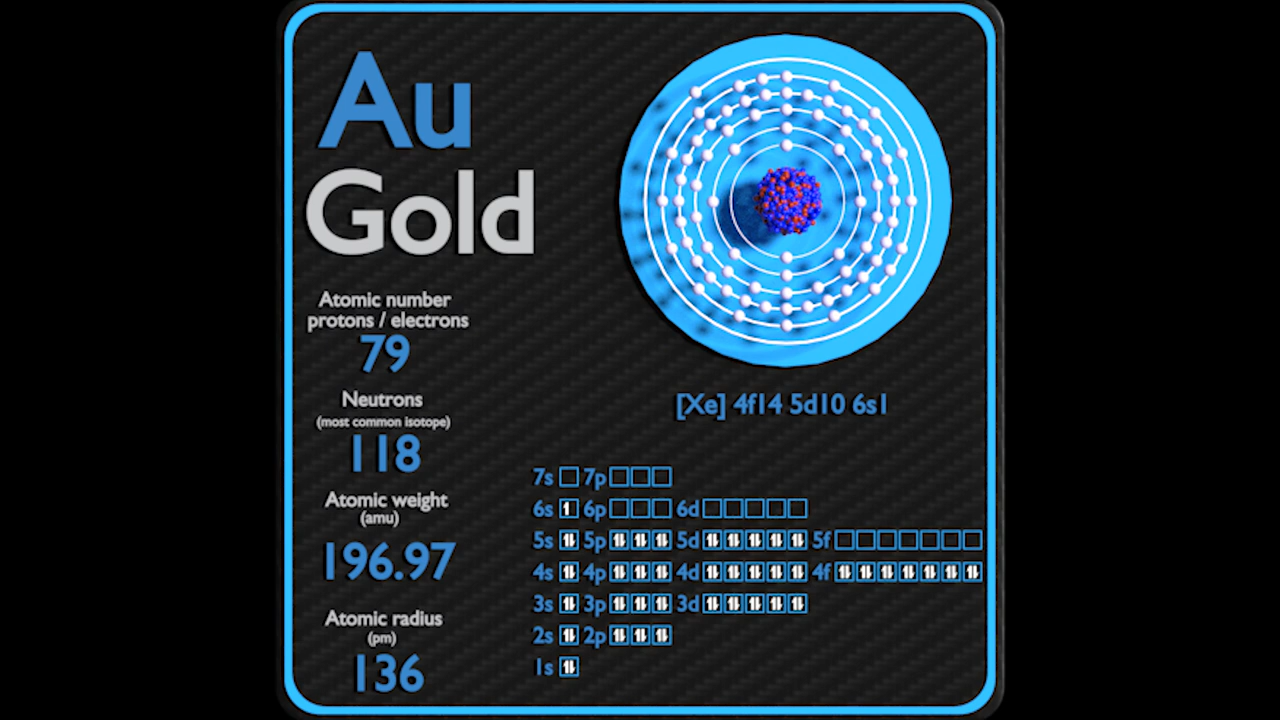 Au
Gold
Atomic number
protons / electrons
79
Neutrons
(most common isotope)
118
Atomic weight
(amu)
196.97
Atomic radius
(pm)
136
[Xe] 4f14 5d10 6s1
7s 7p
6s 6p 6d
5s 5p 5d 5f
4s 4p 4d 4f
3s 3p 3d
2s 2p
1s